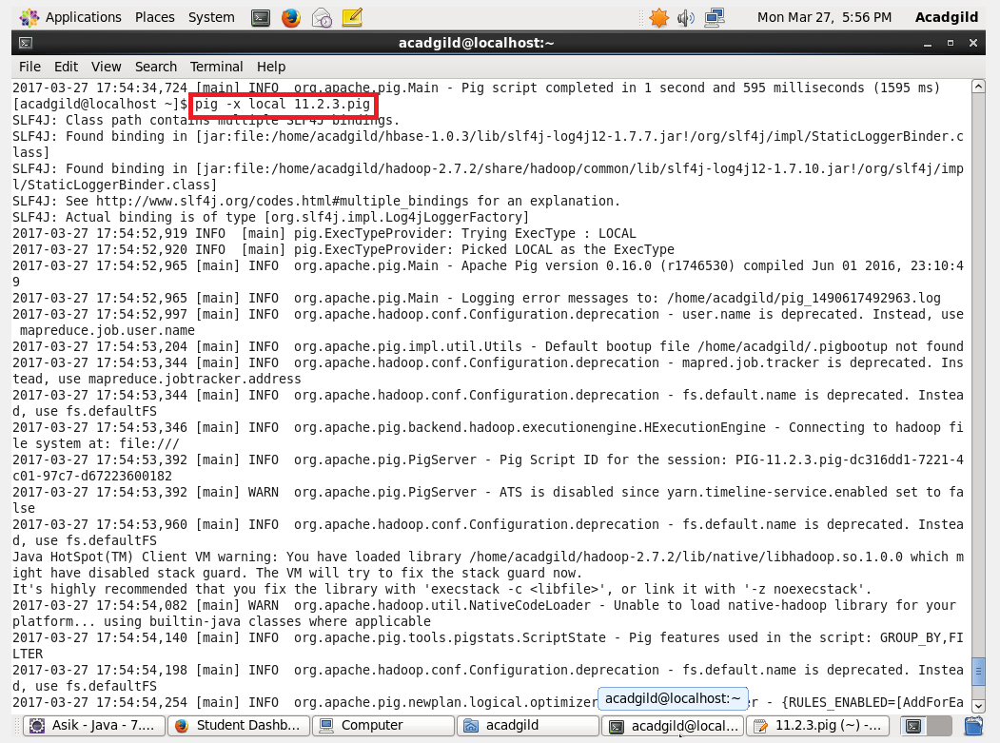 Applications Places System Mon Mar 27, 5:56 PM Acadgild
acadgild@localhost:~
File Edit View Search Terminal Help
2017-03-27 17:54:34,724 [main] INFO  org.apache.pig.Main - Pig script completed in 1 second and 595 milliseconds (1595 ms)
[acadgild@localhost ~]$ pig -x local 11.2.3.pig
SLF4J: Class path contains multiple SLF4J bindings.
SLF4J: Found binding in [jar:file:/home/acadgild/hbase-1.0.3/lib/slf4j-log4j12-1.7.7.jar!/org/slf4j/impl/StaticLoggerBinder.c
lass]
SLF4J: Found binding in [jar:file:/home/acadgild/hadoop-2.7.2/share/hadoop/common/lib/slf4j-log4j12-1.7.10.jar!/org/slf4j/imp
l/StaticLoggerBinder.class]
SLF4J: See http://www.slf4j.org/codes.html#multiple_bindings for an explanation.
SLF4J: Actual binding is of type [org.slf4j.impl.Log4jLoggerFactory]
2017-03-27 17:54:52,919 INFO  [main] pig.ExecTypeProvider: Trying ExecType : LOCAL
2017-03-27 17:54:52,920 INFO  [main] pig.ExecTypeProvider: Picked LOCAL as the ExecType
2017-03-27 17:54:52,965 [main] INFO  org.apache.pig.Main - Apache Pig version 0.16.0 (r1746530) compiled Jun 01 2016, 23:10:4
9
2017-03-27 17:54:52,965 [main] INFO  org.apache.pig.Main - Logging error messages to: /home/acadgild/pig_1490617492963.log
2017-03-27 17:54:52,997 [main] INFO  org.apache.hadoop.conf.Configuration.deprecation - user.name is deprecated. Instead, use
 mapreduce.job.user.name
2017-03-27 17:54:53,204 [main] INFO  org.apache.pig.impl.util.Utils - Default bootup file /home/acadgild/.pigbootup not found
2017-03-27 17:54:53,344 [main] INFO  org.apache.hadoop.conf.Configuration.deprecation - mapred.job.tracker is deprecated. Ins
tead, use mapreduce.jobtracker.address
2017-03-27 17:54:53,344 [main] INFO  org.apache.hadoop.conf.Configuration.deprecation - fs.default.name is deprecated. Instea
d, use fs.defaultFS
2017-03-27 17:54:53,346 [main] INFO  org.apache.pig.backend.hadoop.executionengine.HExecutionEngine - Connecting to hadoop fi
le system at: file:///
2017-03-27 17:54:53,392 [main] INFO  org.apache.pig.PigServer - Pig Script ID for the session: PIG-11.2.3.pig-dc316dd1-7221-4
c01-97c7-d67223600182
2017-03-27 17:54:53,392 [main] WARN  org.apache.pig.PigServer - ATS is disabled since yarn.timeline-service.enabled set to fa
lse
2017-03-27 17:54:53,960 [main] INFO  org.apache.hadoop.conf.Configuration.deprecation - fs.default.name is deprecated. Instea
d, use fs.defaultFS
Java HotSpot(TM) Client VM warning: You have loaded library /home/acadgild/hadoop-2.7.2/lib/native/libhadoop.so.1.0.0 which m
ight have disabled stack guard. The VM will try to fix the stack guard now.
It's highly recommended that you fix the library with 'execstack -c <libfile>', or link it with '-z noexecstack'.
2017-03-27 17:54:54,082 [main] WARN  org.apache.hadoop.util.NativeCodeLoader - Unable to load native-hadoop library for your
platform... using builtin-java classes where applicable
2017-03-27 17:54:54,140 [main] INFO  org.apache.pig.tools.pigstats.ScriptState - Pig features used in the script: GROUP_BY,FI
LTER
2017-03-27 17:54:54,198 [main] INFO  org.apache.hadoop.conf.Configuration.deprecation - fs.default.name is deprecated. Instea
d, use fs.defaultFS
2017-03-27 17:54:54,254 [main] INFO  org.apache.pig.newplan.logical.optimizer r - {RULES_ENABLED=[AddForEa
acadgild@localhost:~
Asik - Java - 7.... Student Dashb... Computer acadgild acadgild@local... 11.2.3.pig (~) -...